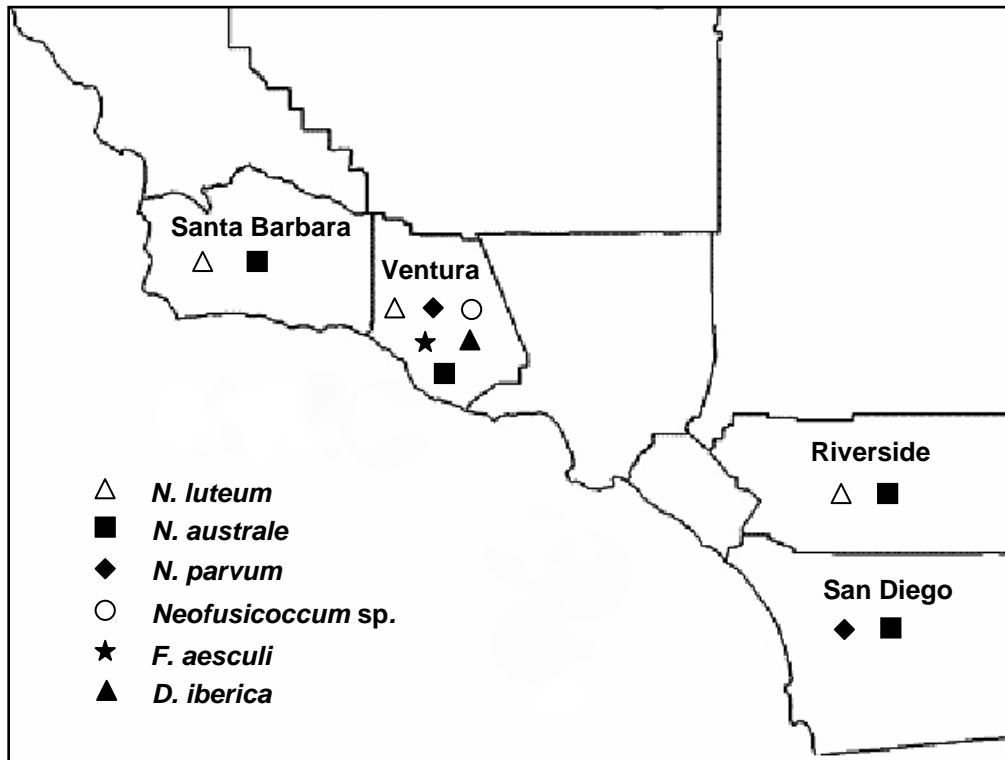 Santa Barbara
Ventura
Riverside
San Diego
N. luteum
N. australe
N. parvum
Neofusicoccum sp.
F. aesculi
D. iberica